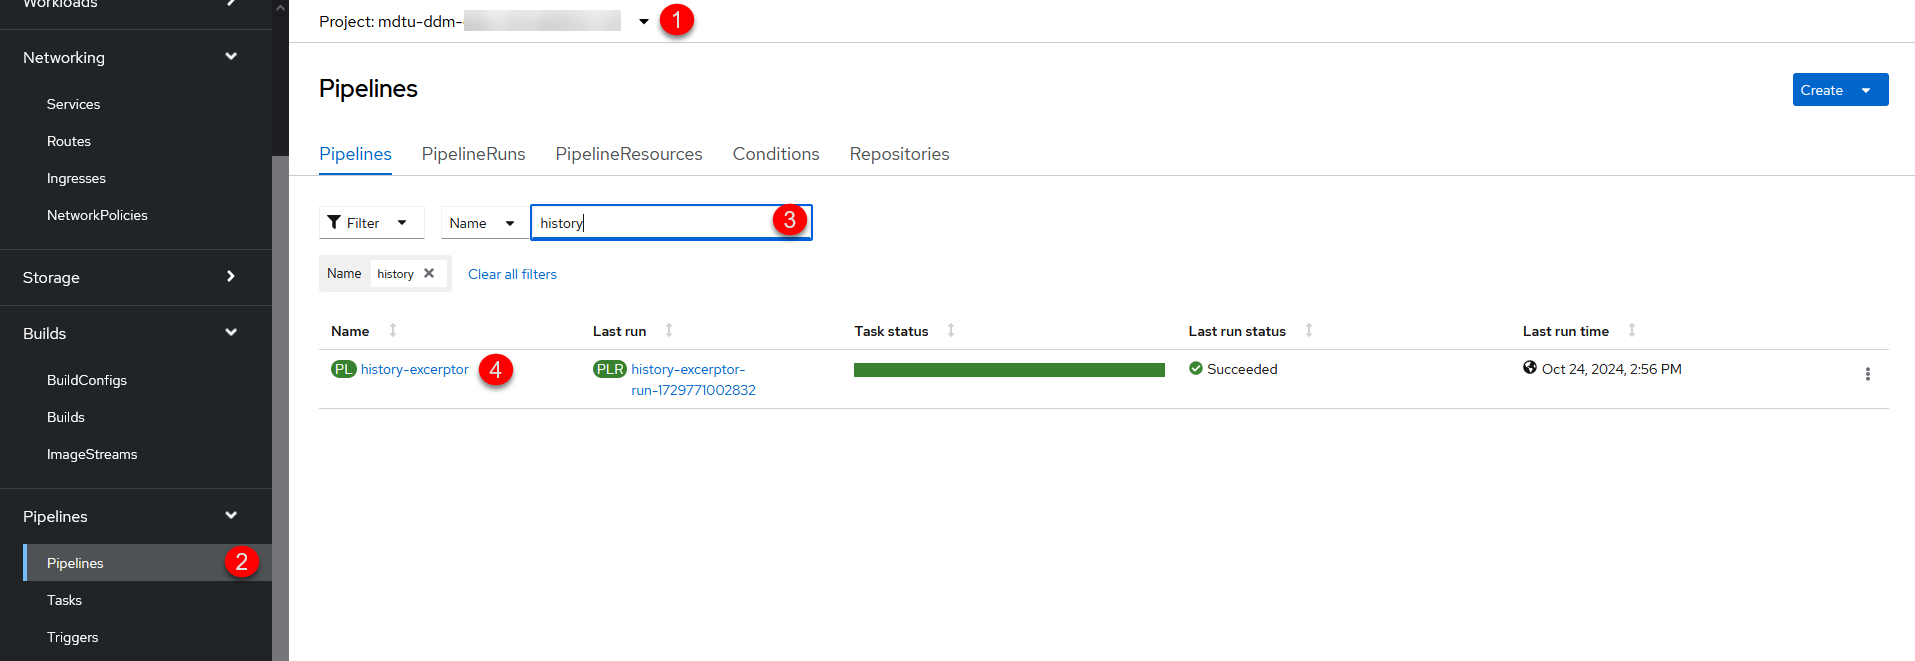 Workloads
Networking
Services
Routes
Ingresses
NetworkPolicies
Storage
Builds
BuildConfigs
Builds
ImageStreams
Pipelines
Pipelines 2
Tasks
Triggers
Project: mdtu-ddm- 1
Pipelines
Create
Pipelines PipelineRuns PipelineResources Conditions Repositories
Filter Name history 3
Name history Clear all filters
Name Last run Task status Last run status Last run time
PL history-excerptor 4 PLR history-excerptor- Succeeded Oct 24, 2024, 2:56 PM
run-1729771002832